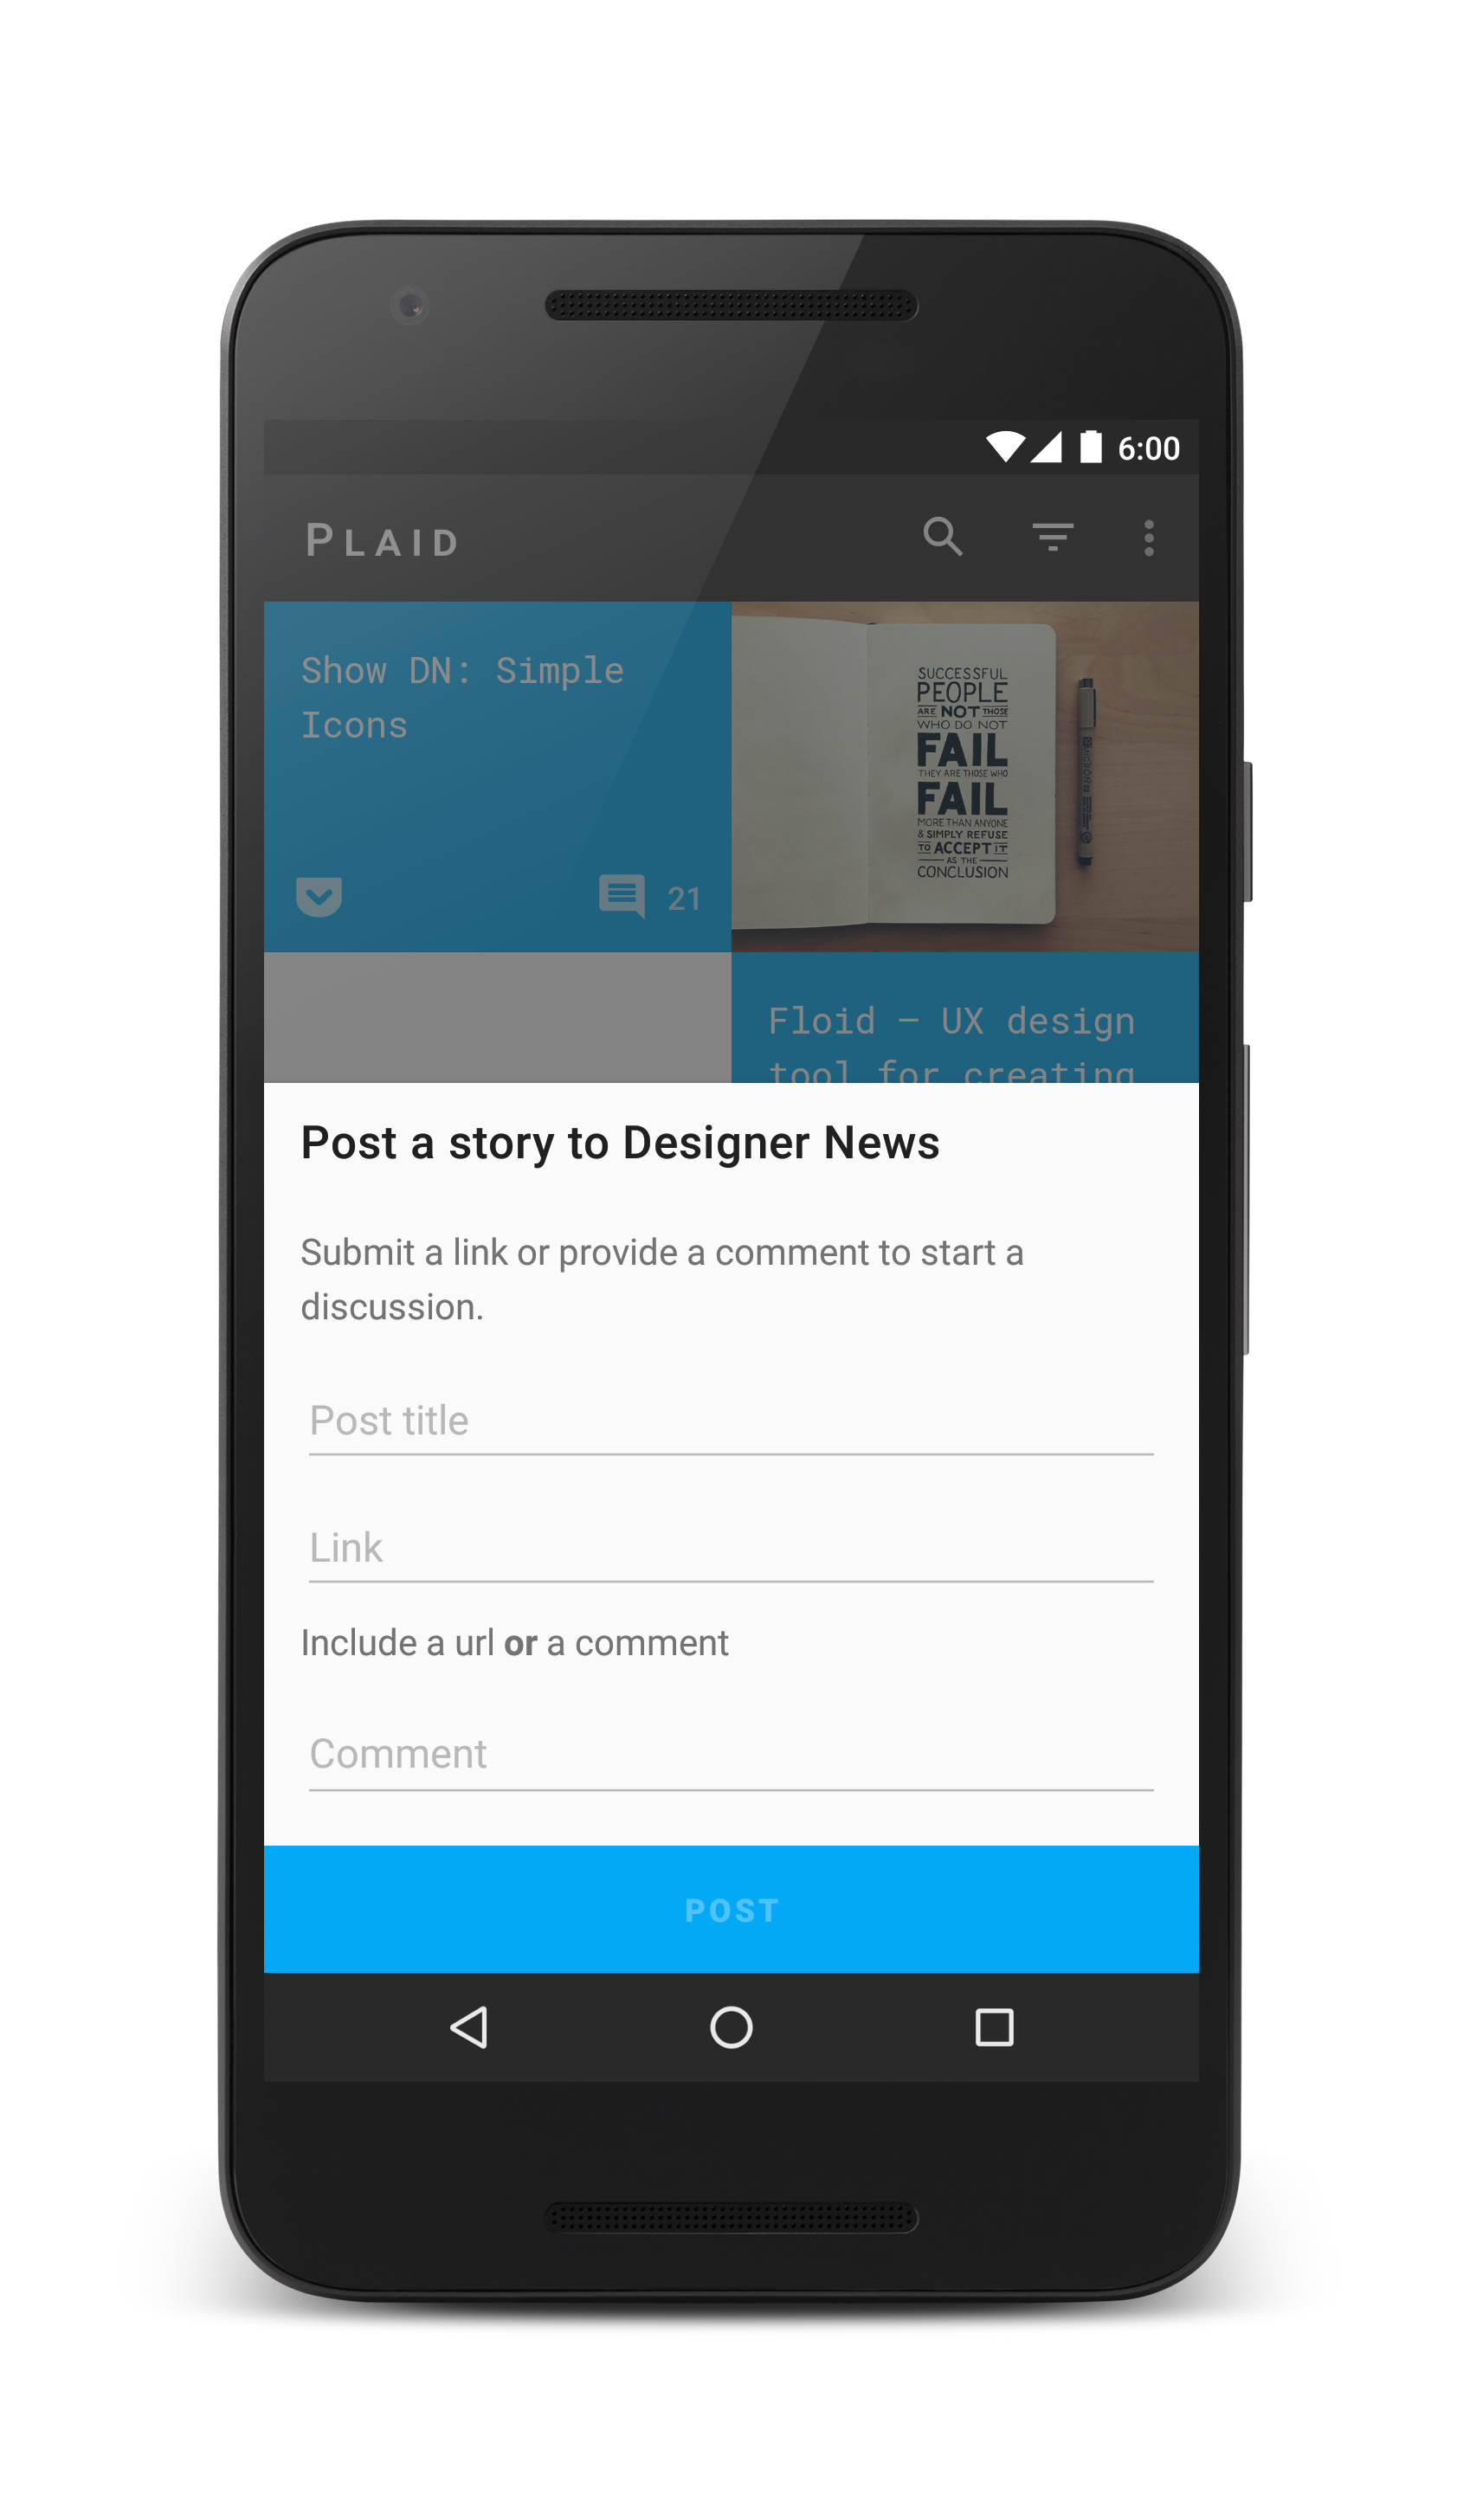 6:00
PLAID
Show DN: Simple
Icons
21
SUCCESSFUL
PEOPLE
ARE NOT THOSE
WHO DO NOT
FAIL
THEY ARE THOSE WHO
FAIL
MORE THAN ANYONE
& SIMPLY REFUSE
TO ACCEPT IT
AS THE
CONCLUSION
MICRON
Floid – UX design
tool for creating
Post a story to Designer News
Submit a link or provide a comment to start a
discussion.
Post title
Link
Include a url or a comment
Comment
POST